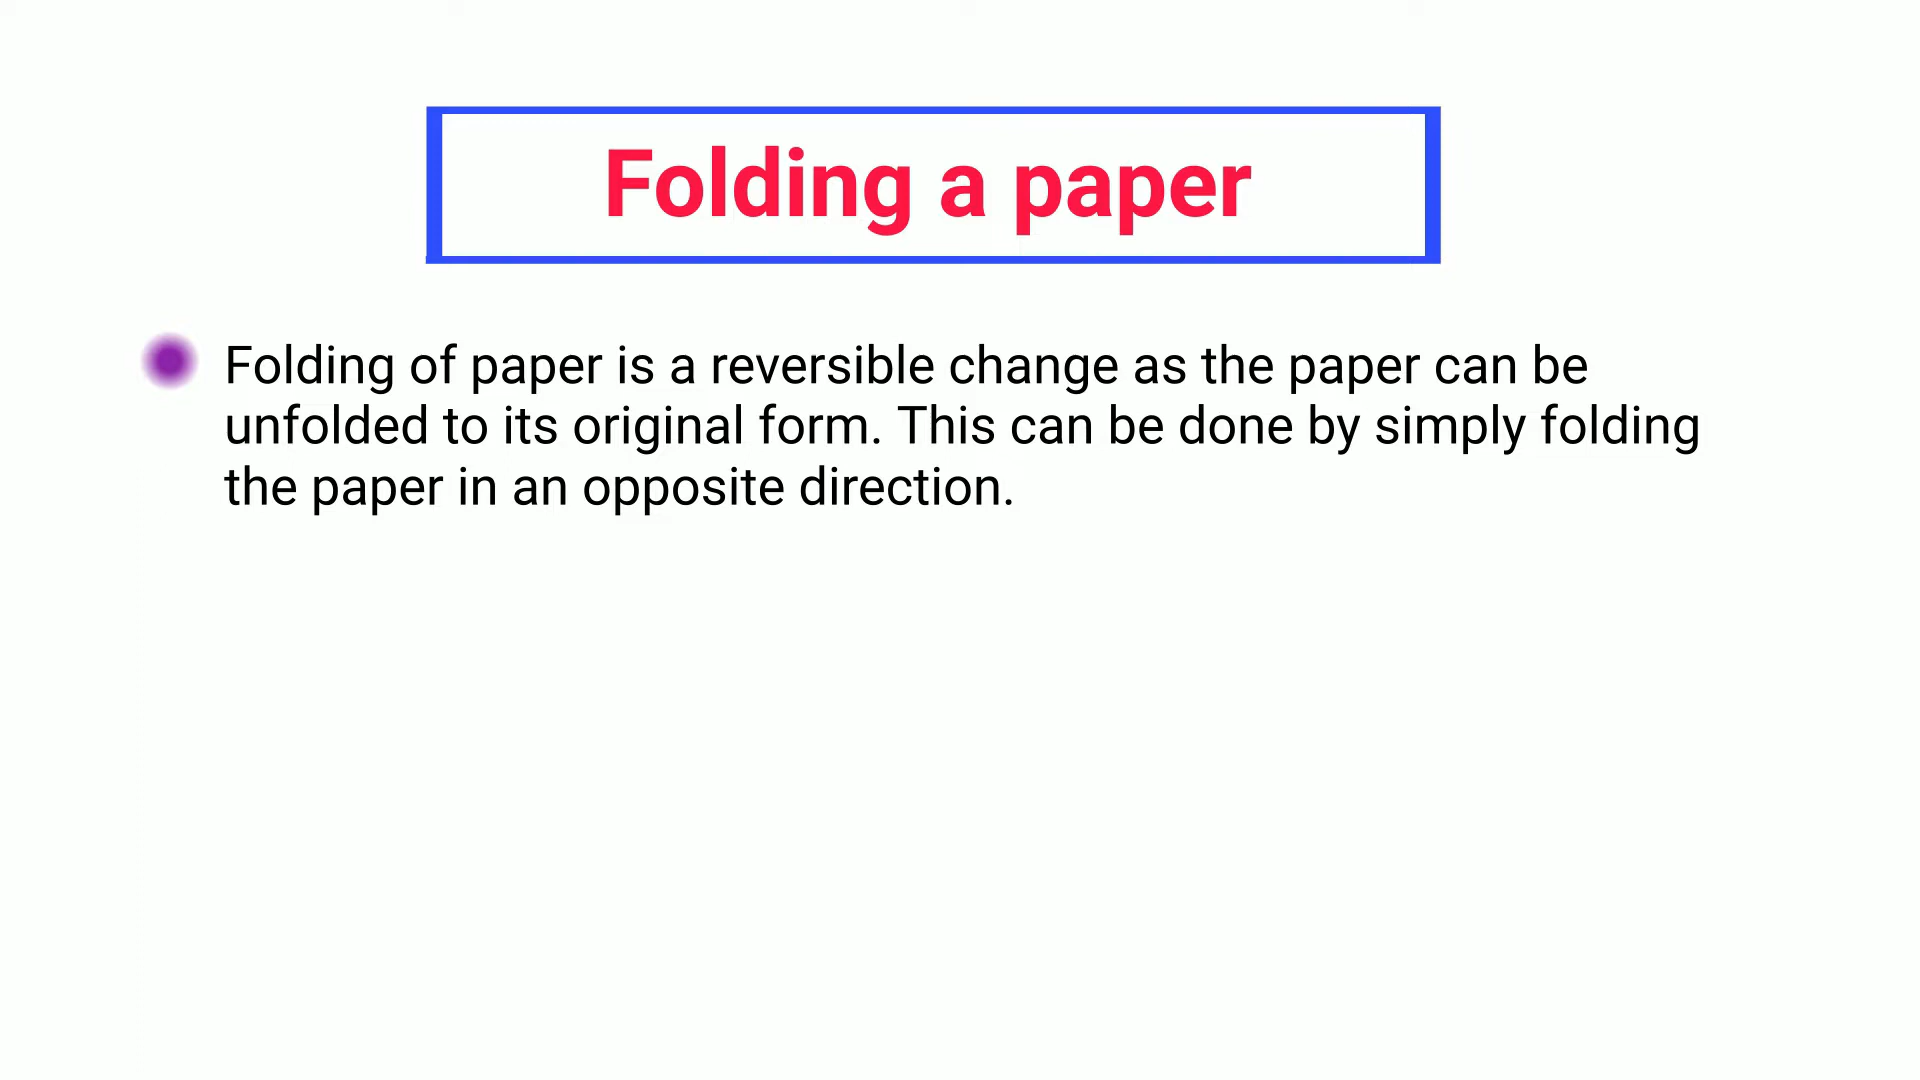 Folding a paper
Folding of paper is a reversible change as the paper can be
unfolded to its original form. This can be done by simply folding
the paper in an opposite direction.